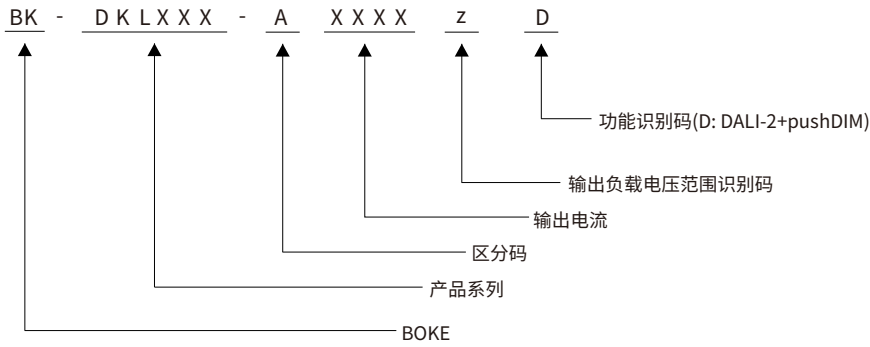 BK - DKLXXX - A XXXX z D
功能识别码(D: DALI-2+pushDIM)
输出负载电压范围识别码
输出电流
区分码
产品系列
BOKE